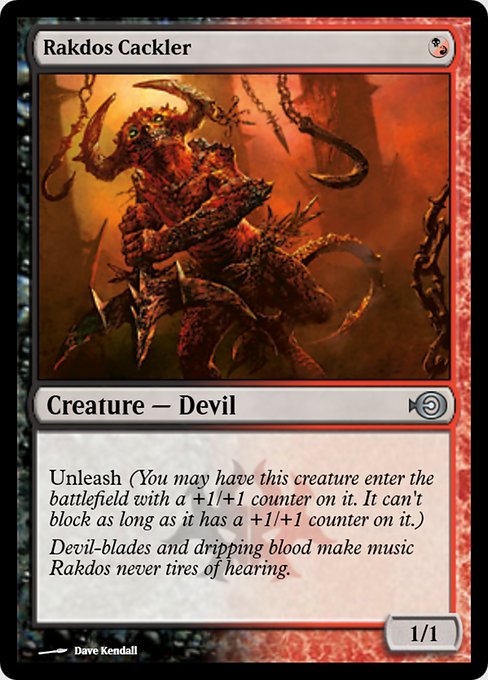 Rakdos Cackler
Creature — Devil
Unleash (You may have this creature enter the
battlefield with a +1/+1 counter on it. It can't
block as long as it has a +1/+1 counter on it.)
Devil-blades and dripping blood make music
Rakdos never tires of hearing.
1/1
Dave Kendall